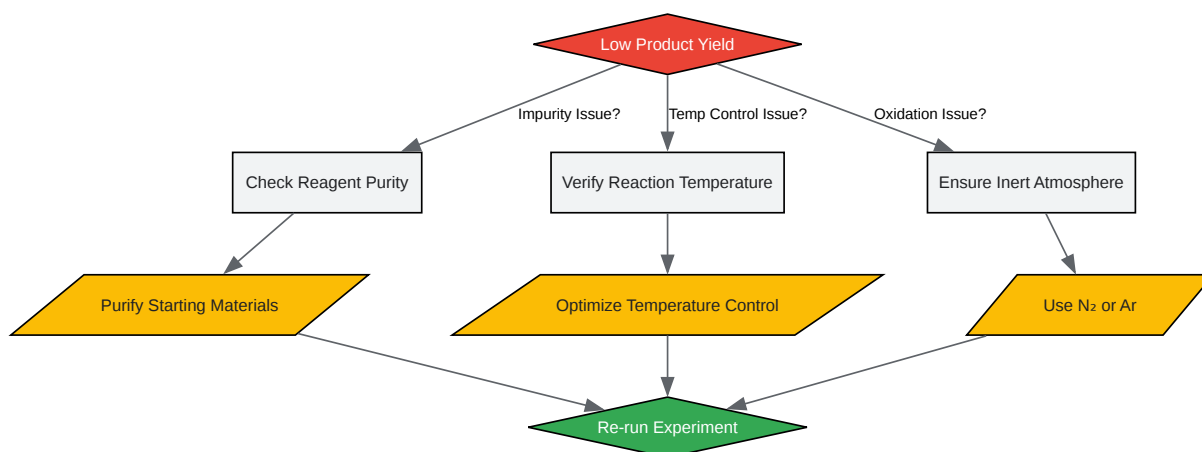 Low Product Yield
Impurity Issue?
Temp Control Issue?
Oxidation Issue?
Check Reagent Purity
Verify Reaction Temperature
Ensure Inert Atmosphere
Purify Starting Materials
Optimize Temperature Control
Use N₂ or Ar
Re-run Experiment